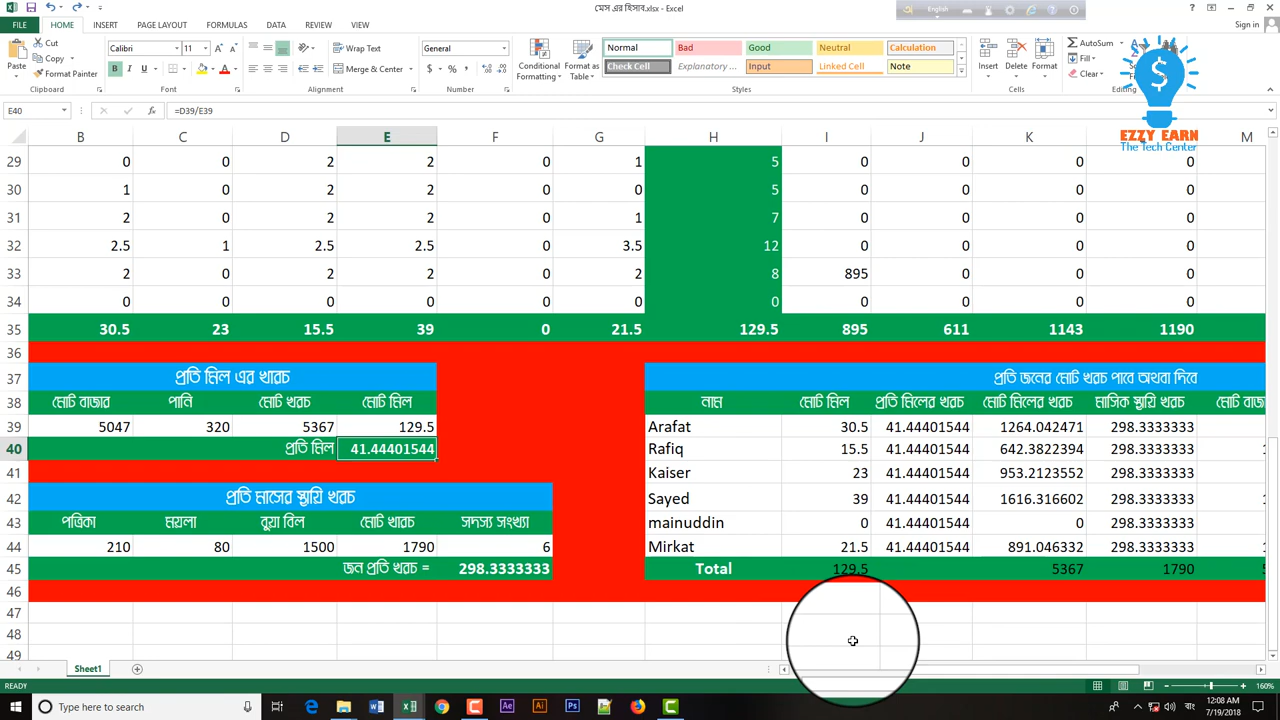 মেস এর হিসাব.xlsx - Excel
English
FILE HOME INSERT PAGE LAYOUT FORMULAS DATA REVIEW VIEW Sign in
Cut Calibri 11 Wrap Text General Normal Bad Good Neutral Calculation AutoSum
Copy Fill
Paste Format Painter B I U Merge & Center $ % Conditional Formatting Format as Table Check Cell Explanatory ... Input Linked Cell Note Insert Delete Format Clear
Clipboard Font Alignment Number Styles Cells Editing
EZZY EARN
The Tech Center
E40 fx =D39/E39
B C D E F G H I J K L M
29 0 0 2 2 0 1 5 0 0 0 0
30 1 0 2 2 0 0 5 0 0 0 0
31 2 0 2 2 0 1 7 0 0 0 0
32 2.5 1 2.5 2.5 0 3.5 12 0 0 0 0
33 2 0 2 2 0 2 8 895 0 0 0
34 0 0 0 0 0 0 0 0 0 0 0
35 30.5 23 15.5 39 0 21.5 129.5 895 611 1143 1190
36
37 প্রতি মিল এর খারচ প্রতি জনের মোট খরচ পাবে অথবা দিবে
38 মোট বাজার পানি মোট খরচ মোট মিল নাম মোট মিল প্রতি মিলের খরচ মোট মিলের খরচ মাসিক স্থায়ি খরচ
39 5047 320 5367 129.5 Arafat 30.5 41.44401544 1264.042471 298.3333333
40 প্রতি মিল 41.44401544 Rafiq 15.5 41.44401544 642.3822394 298.3333333
41 Kaiser 23 41.44401544 953.2123552 298.3333333
42 প্রতি মাসের স্থায়ি খরচ Sayed 39 41.44401544 1616.316602 298.3333333
43 পত্রিকা ময়লা বুয়া বিল মোট খারচ সদস্য সংখ্যা mainuddin 0 41.44401544 0 298.3333333
44 210 80 1500 1790 6 Mirkat 21.5 41.44401544 891.046332 298.3333333
45 জন প্রতি খরচ = 298.3333333 Total 129.5 5367 1790
46
47
48
49
Sheet1
READY 160%
Type here to search Ae Ai Ps বাং 12:08 AM
7/19/2018